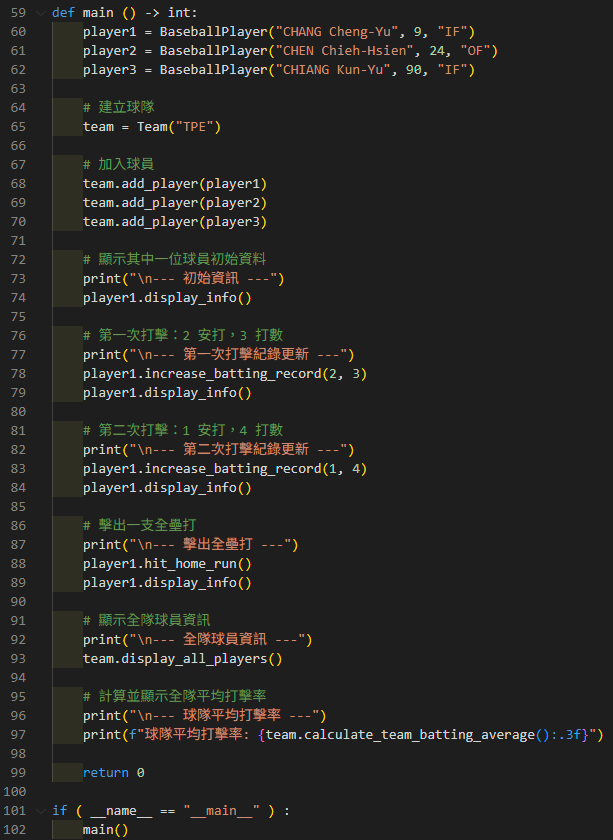 59 def main () -> int:
60     player1 = BaseballPlayer("CHANG Cheng-Yu", 9, "IF")
61     player2 = BaseballPlayer("CHEN Chieh-Hsien", 24, "OF")
62     player3 = BaseballPlayer("CHIANG Kun-Yu", 90, "IF")
63
64     # 建立球隊
65     team = Team("TPE")
66
67     # 加入球員
68     team.add_player(player1)
69     team.add_player(player2)
70     team.add_player(player3)
71
72     # 顯示其中一位球員初始資料
73     print("\n--- 初始資訊 ---")
74     player1.display_info()
75
76     # 第一次打擊：2 安打，3 打數
77     print("\n--- 第一次打擊紀錄更新 ---")
78     player1.increase_batting_record(2, 3)
79     player1.display_info()
80
81     # 第二次打擊：1 安打，4 打數
82     print("\n--- 第二次打擊紀錄更新 ---")
83     player1.increase_batting_record(1, 4)
84     player1.display_info()
85
86     # 擊出一支全壘打
87     print("\n--- 擊出全壘打 ---")
88     player1.hit_home_run()
89     player1.display_info()
90
91     # 顯示全隊球員資訊
92     print("\n--- 全隊球員資訊 ---")
93     team.display_all_players()
94
95     # 計算並顯示全隊平均打擊率
96     print("\n--- 球隊平均打擊率 ---")
97     print(f"球隊平均打擊率: {team.calculate_team_batting_average():.3f}")
98
99     return 0
100
101 if ( __name__ == "__main__" ) :
102     main()